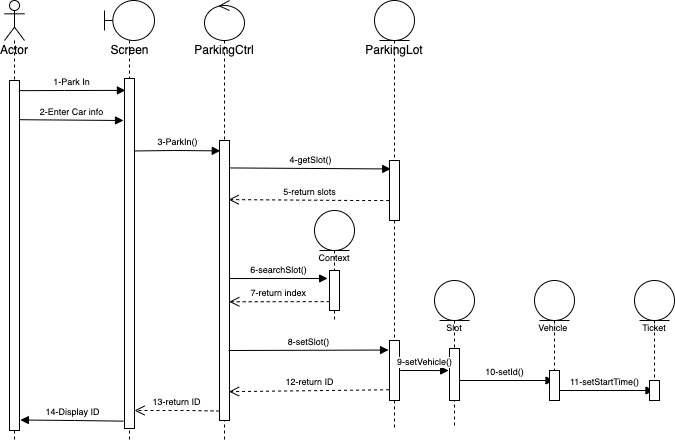 Actor
Screen
ParkingCtrl
ParkingLot
1-Park In
2-Enter Car info
3-ParkIn()
4-getSlot()
5-return slots
Context
6-searchSlot()
7-return index
Slot
Vehicle
Ticket
8-setSlot()
9-setVehicle()
10-setId()
11-setStartTime()
12-return ID
13-return ID
14-Display ID